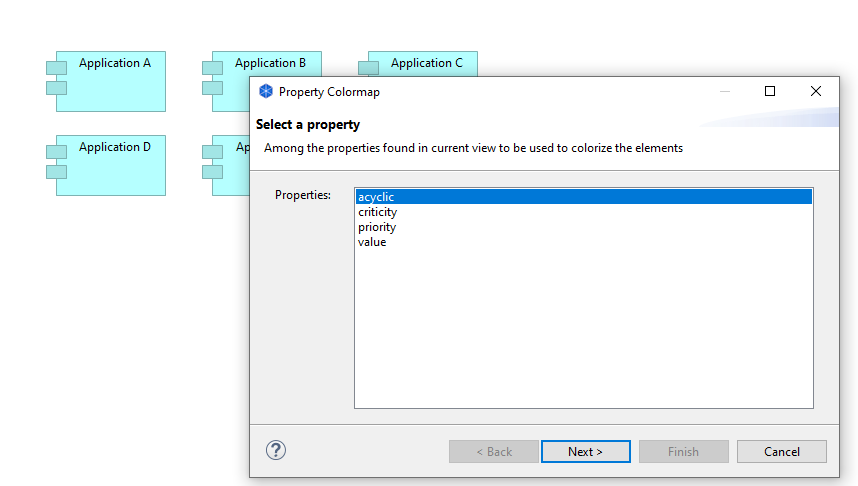 Application A
Application B
Application C
Application D
Ap
Property Colormap
Select a property
Among the properties found in current view to be used to colorize the elements
Properties:
acyclic
criticity
priority
value
?
< Back
Next >
Finish
Cancel